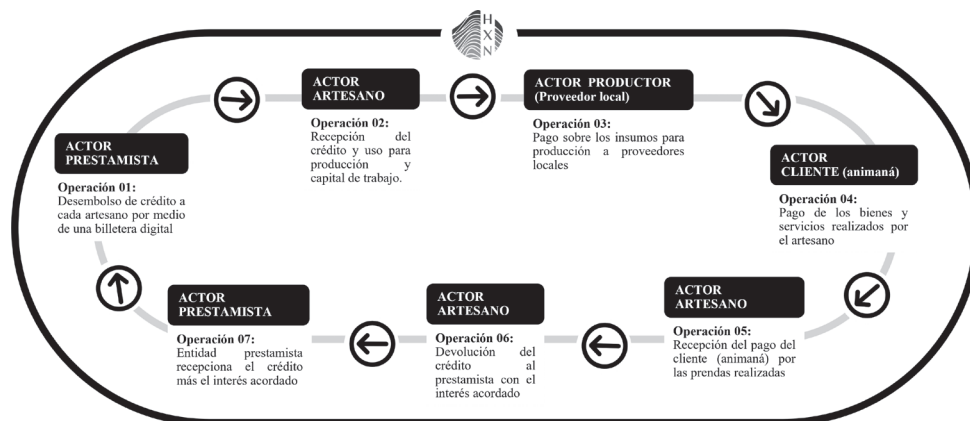 H
X
N
ACTOR
PRESTAMISTA
Operación 01:
Desembolso de crédito a
cada artesano por medio
de una billetera digital
ACTOR
ARTESANO
Operación 02:
Recepción del
crédito y uso para
producción y
capital de trabajo.
ACTOR PRODUCTOR
(Proveedor local)
Operación 03:
Pago sobre los insumos para
producción a proveedores
locales
ACTOR
CLIENTE (animaná)
Operación 04:
Pago de los bienes y
servicios realizados por
el artesano
ACTOR
ARTESANO
Operación 05:
Recepción del pago del
cliente (animaná) por
las prendas realizadas
ACTOR
ARTESANO
Operación 06:
Devolución del
crédito al
prestamista con el
interés acordado
ACTOR
PRESTAMISTA
Operación 07:
Entidad prestamista
recepciona el crédito
más el interés acordado